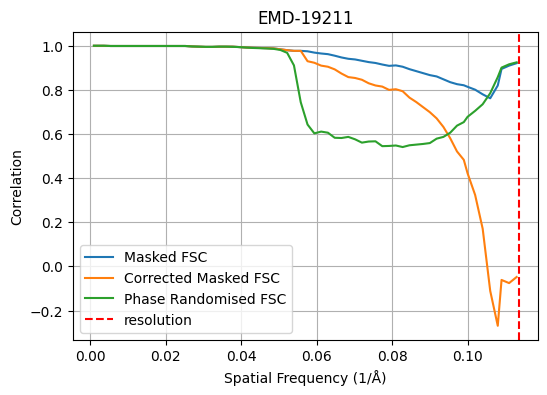 EMD-19211
1.0
0.8
0.6
0.4
0.2
0.0
−0.2
Correlation
Masked FSC
Corrected Masked FSC
Phase Randomised FSC
resolution
0.00 0.02 0.04 0.06 0.08 0.10
Spatial Frequency (1/Å)